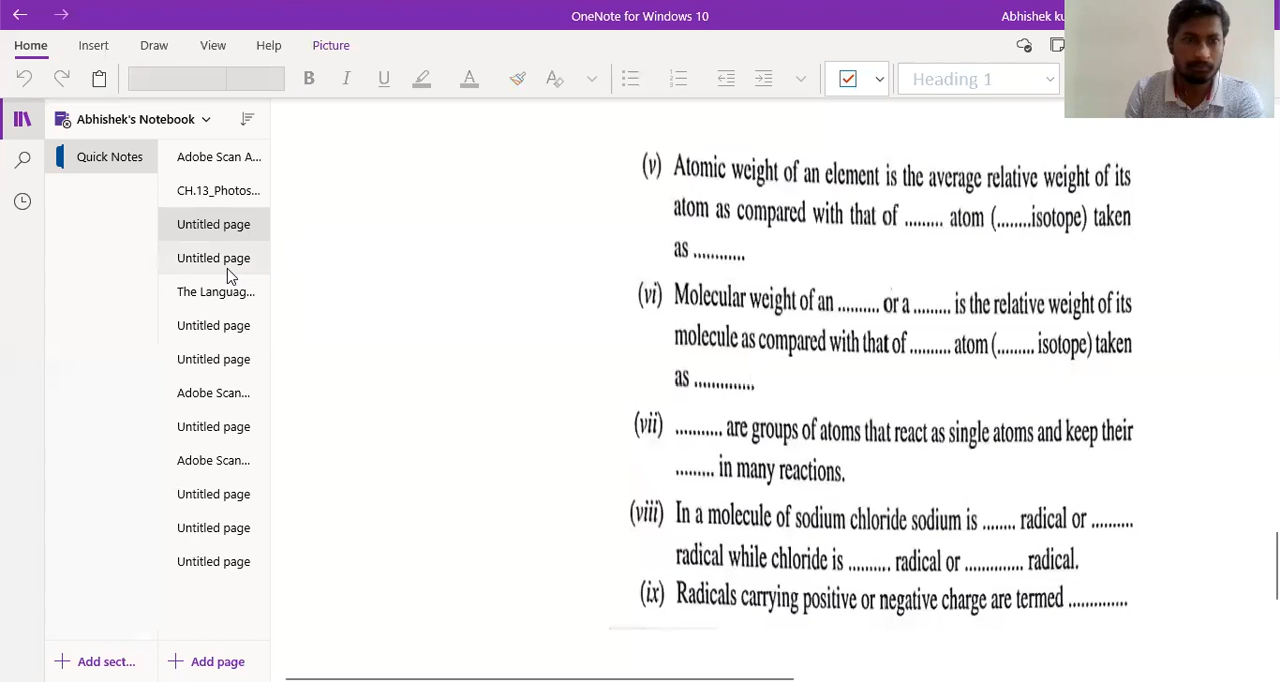 OneNote for Windows 10
Abhishek ku
Home Insert Draw View Help Picture
B I U A Heading 1
Abhishek's Notebook
Quick Notes
Adobe Scan A...
CH.13_Photos...
Untitled page
Untitled page
The Languag...
Untitled page
Untitled page
Adobe Scan...
Untitled page
Adobe Scan...
Untitled page
Untitled page
Untitled page
Add sect... Add page
(v) Atomic weight of an element is the average relative weight of its
atom as compared with that of ......... atom (........isotope) taken
as ............
(vi) Molecular weight of an .......... or a ......... is the relative weight of its
molecule as compared with that of .......... atom (......... isotope) taken
as ..............
(vii) ........... are groups of atoms that react as single atoms and keep their
......... in many reactions.
(viii) In a molecule of sodium chloride sodium is ........ radical or ..........
radical while chloride is .......... radical or .............. radical.
(ix) Radicals carrying positive or negative charge are termed ..............